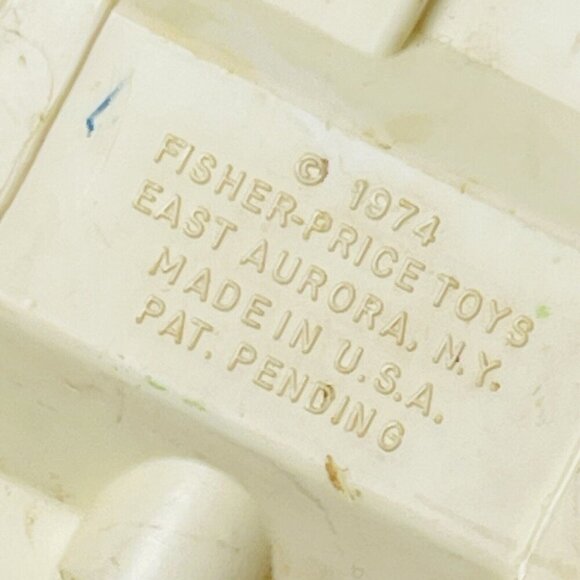 © 1974
FISHER-PRICE TOYS
EAST AURORA, N.Y.
MADE IN U.S.A.
PAT. PENDING